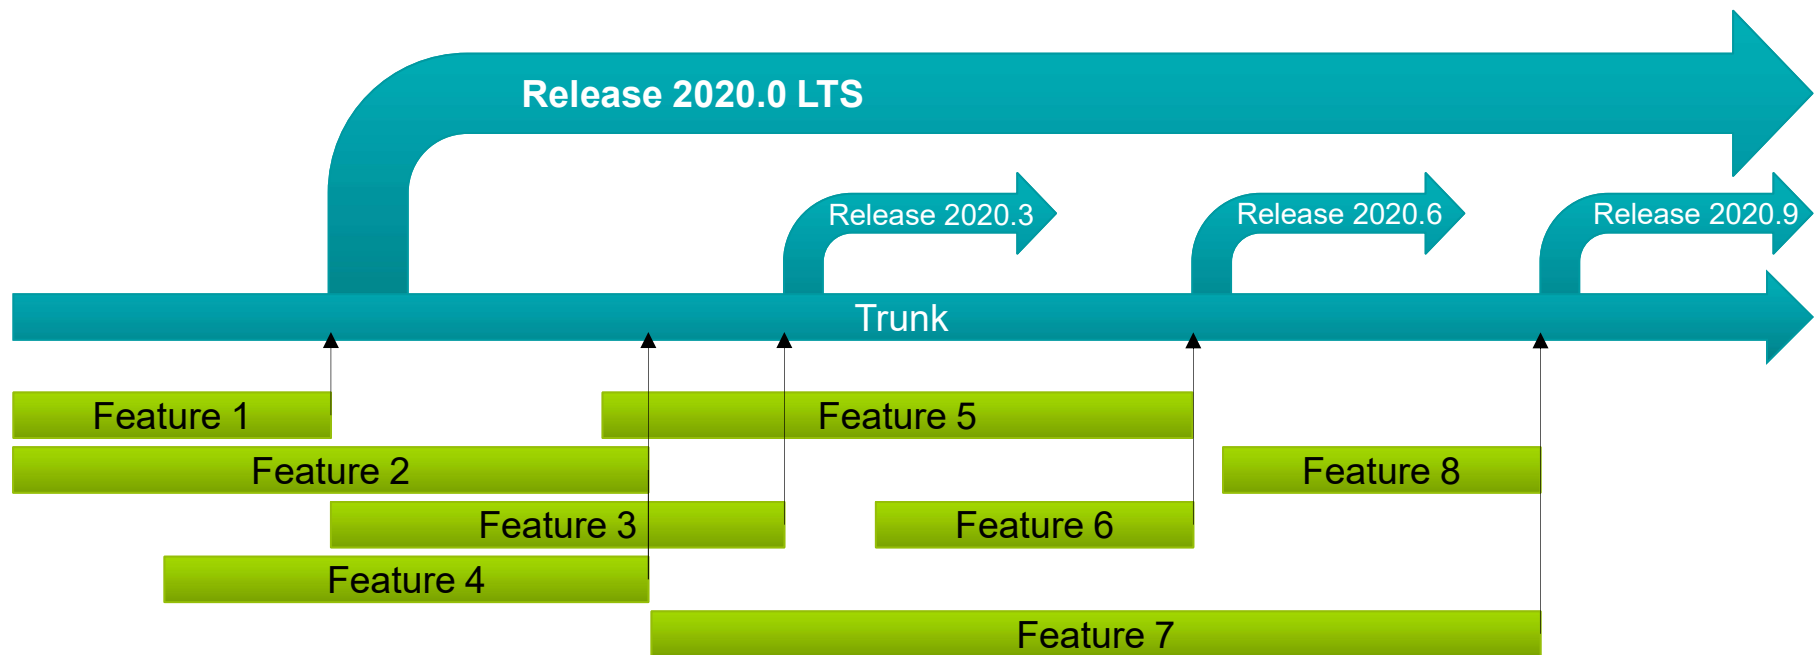 Release 2020.0 LTS
Release 2020.3
Release 2020.6
Release 2020.9
Trunk
Feature 1
Feature 5
Feature 2
Feature 8
Feature 3
Feature 6
Feature 4
Feature 7